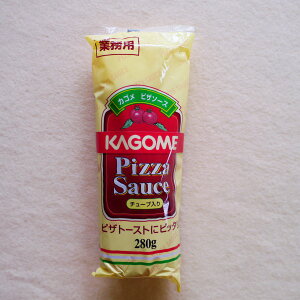 業務用
カゴメ ピザソース
KAGOME
Pizza
Sauce
チューブ入り
ピザトーストにピッタ
280g